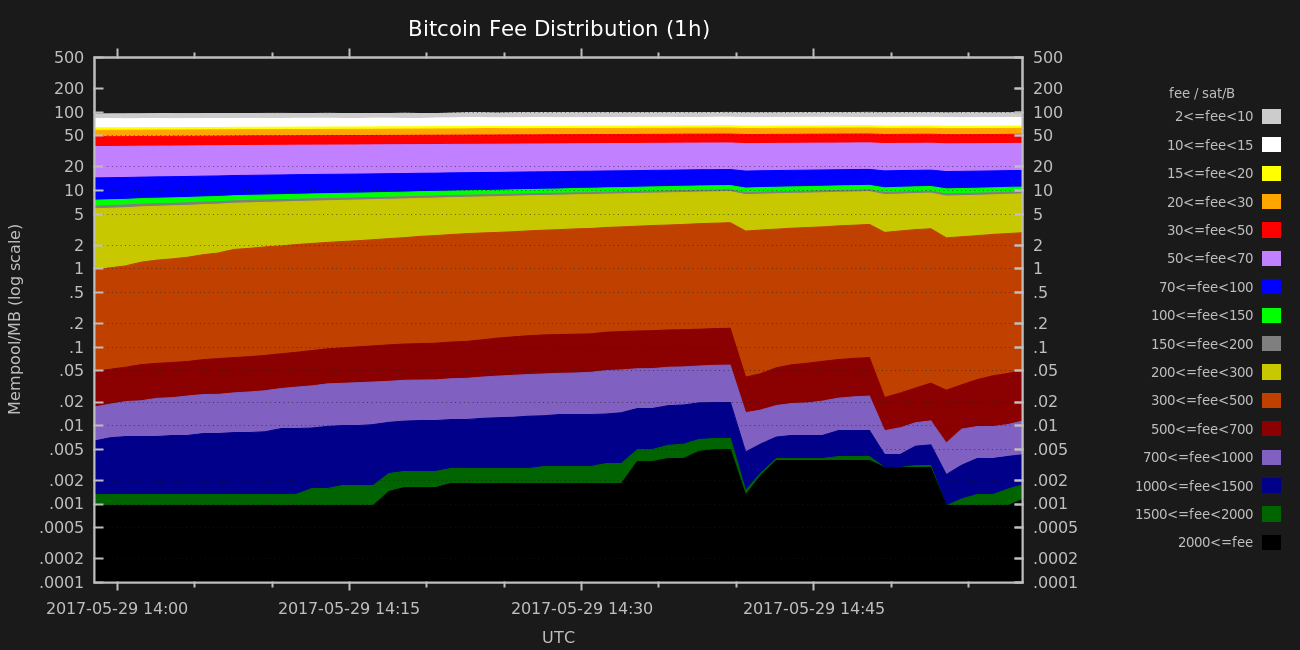 Bitcoin Fee Distribution (1h)
500
200
100
50
20
10
5
2
1
.5
.2
.1
.05
.02
.01
.005
.002
.001
.0005
.0002
.0001
Mempool/MB (log scale)
500
200
100
50
20
10
5
2
1
.5
.2
.1
.05
.02
.01
.005
.002
.001
.0005
.0002
.0001
2017-05-29 14:00
2017-05-29 14:15
2017-05-29 14:30
2017-05-29 14:45
UTC
fee / sat/B
2<=fee<10
10<=fee<15
15<=fee<20
20<=fee<30
30<=fee<50
50<=fee<70
70<=fee<100
100<=fee<150
150<=fee<200
200<=fee<300
300<=fee<500
500<=fee<700
700<=fee<1000
1000<=fee<1500
1500<=fee<2000
2000<=fee